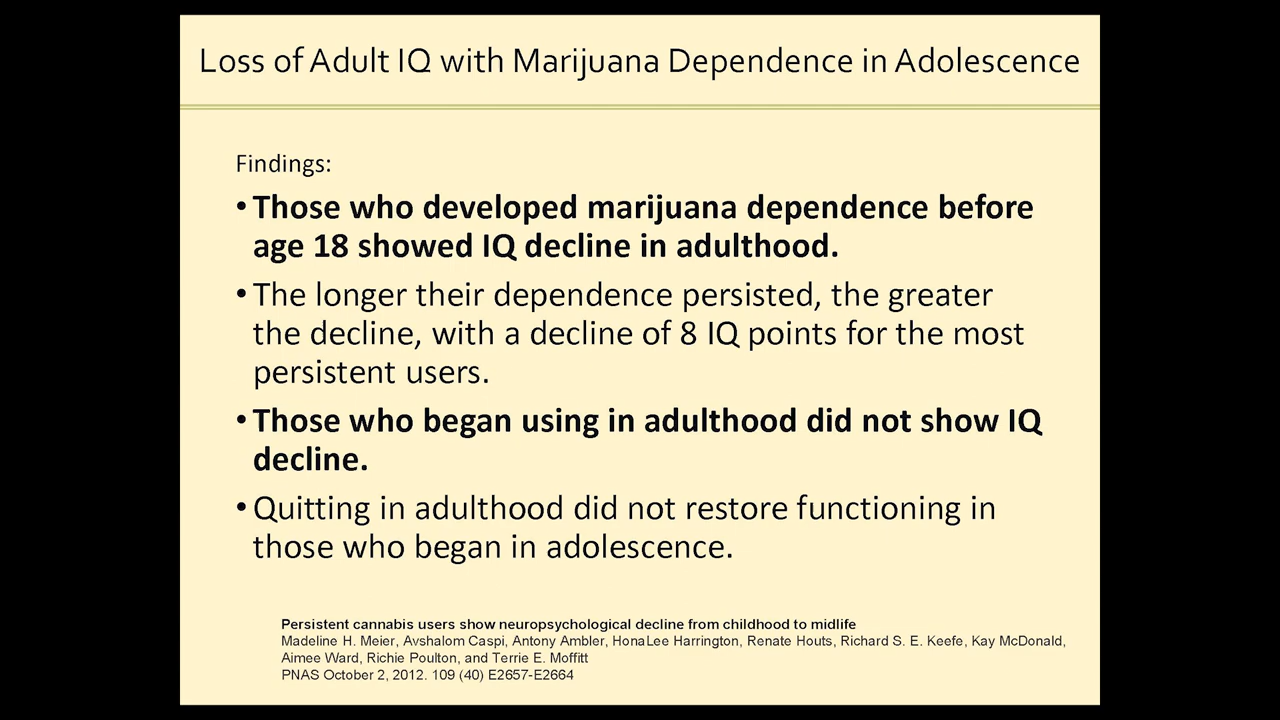 Loss of Adult IQ with Marijuana Dependence in Adolescence
Findings:
• Those who developed marijuana dependence before
age 18 showed IQ decline in adulthood.
• The longer their dependence persisted, the greater
the decline, with a decline of 8 IQ points for the most
persistent users.
• Those who began using in adulthood did not show IQ
decline.
• Quitting in adulthood did not restore functioning in
those who began in adolescence.
Persistent cannabis users show neuropsychological decline from childhood to midlife
Madeline H. Meier, Avshalom Caspi, Antony Ambler, HonaLee Harrington, Renate Houts, Richard S. E. Keefe, Kay McDonald,
Aimee Ward, Richie Poulton, and Terrie E. Moffitt
PNAS October 2, 2012. 109 (40) E2657-E2664